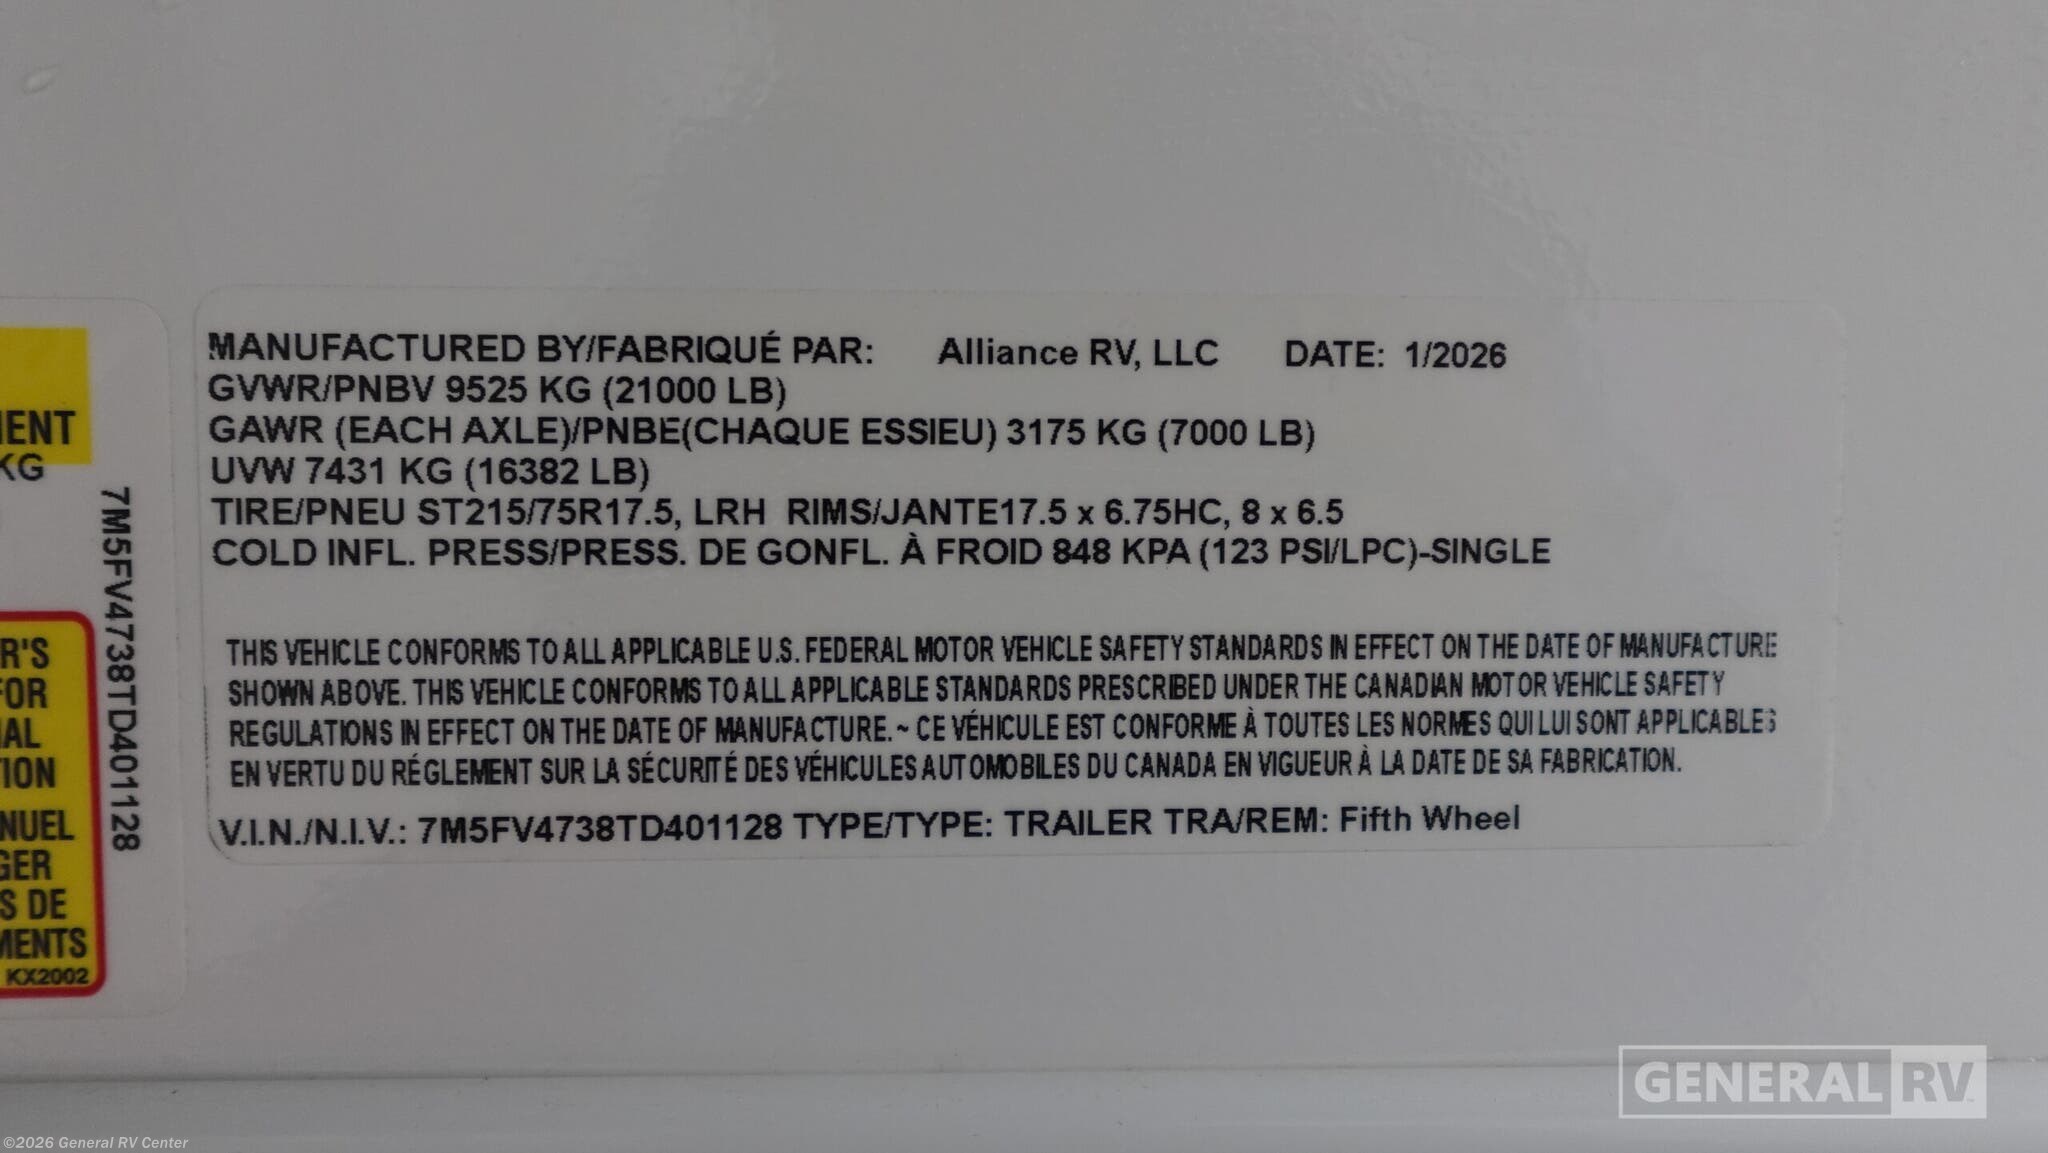 MANUFACTURED BY/FABRIQUÉ PAR: Alliance RV, LLC DATE: 1/2026
GVWR/PNBV 9525 KG (21000 LB)
GAWR (EACH AXLE)/PNBE(CHAQUE ESSIEU) 3175 KG (7000 LB)
UVW 7431 KG (16382 LB)
TIRE/PNEU ST215/75R17.5, LRH RIMS/JANTE17.5 x 6.75HC, 8 x 6.5
COLD INFL. PRESS/PRESS. DE GONFL. À FROID 848 KPA (123 PSI/LPC)-SINGLE
THIS VEHICLE CONFORMS TO ALL APPLICABLE U.S. FEDERAL MOTOR VEHICLE SAFETY STANDARDS IN EFFECT ON THE DATE OF MANUFACTURE
SHOWN ABOVE. THIS VEHICLE CONFORMS TO ALL APPLICABLE STANDARDS PRESCRIBED UNDER THE CANADIAN MOTOR VEHICLE SAFETY
REGULATIONS IN EFFECT ON THE DATE OF MANUFACTURE. ~ CE VÉHICULE EST CONFORME À TOUTES LES NORMES QUI LUI SONT APPLICABLES
EN VERTU DU RÉGLEMENT SUR LA SÉCURITÉ DES VÉHICULES AUTOMOBILES DU CANADA EN VIGUEUR À LA DATE DE SA FABRICATION.
V.I.N./N.I.V.: 7M5FV4738TD401128 TYPE/TYPE: TRAILER TRA/REM: Fifth Wheel
IENT
KG
7M5FV4738TD401128
R'S
FOR
IAL
TION
NUEL
GER
S DE
MENTS
KX2002
GENERAL RV
©2026 General RV Center